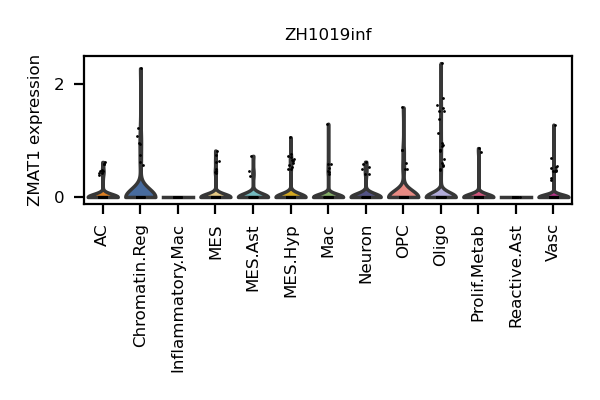 ZH1019inf
ZMAT1 expression
2
0
AC
Chromatin.Reg
Inflammatory.Mac
MES
MES.Ast
MES.Hyp
Mac
Neuron
OPC
Oligo
Prolif.Metab
Reactive.Ast
Vasc